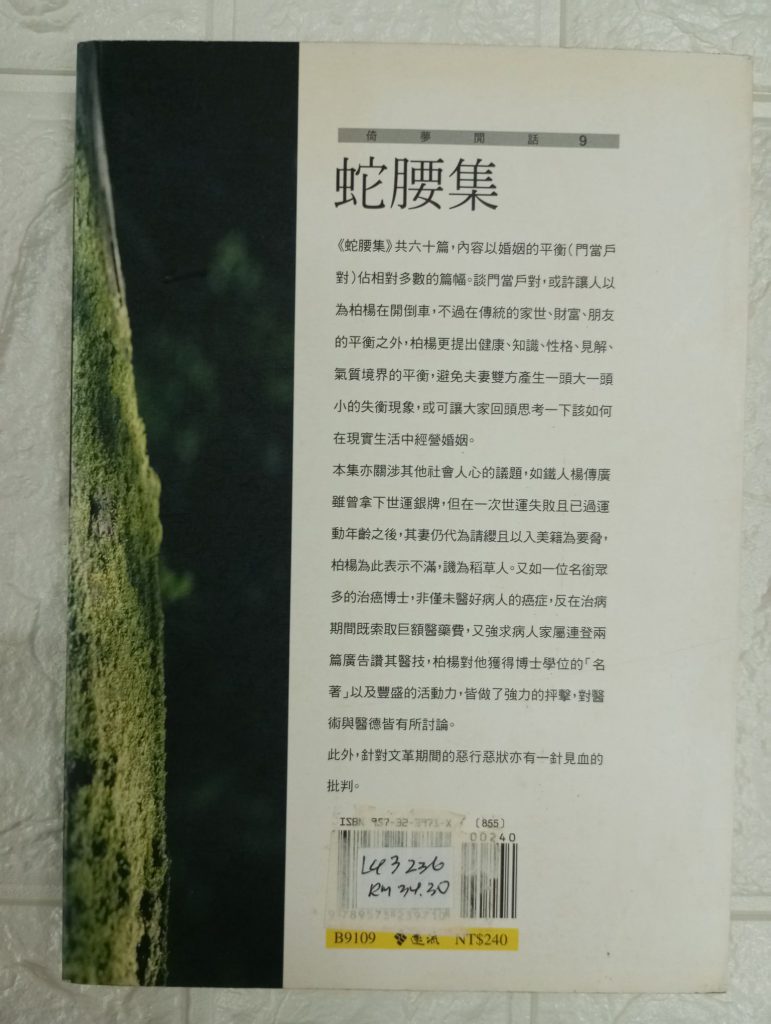 倚夢閒話 9
蛇腰集
《蛇腰集》共六十篇，內容以婚姻的平衡（門當戶
對）佔相對多數的篇幅。談門當戶對，或許讓人以
為柏楊在開倒車，不過在傳統的家世、財富、朋友
的平衡之外，柏楊更提出健康、知識、性格、見解、
氣質境界的平衡，避免夫妻雙方產生一頭大一頭
小的失衡現象，或可讓大家回頭思考一下該如何
在現實生活中經營婚姻。
本集亦關涉其他社會人心的議題，如鐵人楊傳廣
雖曾拿下世運銀牌，但在一次世運失敗且已過運
動年齡之後，其妻仍代為請纓且以入美籍為要脅，
柏楊為此表示不滿，譏為稻草人。又如一位名銜眾
多的治癌博士，非僅未醫好病人的癌症，反在治病
期間既索取巨額醫藥費，又強求病人家屬連登兩
篇廣告讚其醫技，柏楊對他獲得博士學位的「名
著」以及豐盛的活動力，皆做了強力的抨擊，對醫
術與醫德皆有所討論。
此外，針對文革期間的惡行惡狀亦有一針見血的
批判。
ISBN 957-32-3971-X (855)
00240
RM 34.30
9 789573 239710
B9109 遠流 NT$240